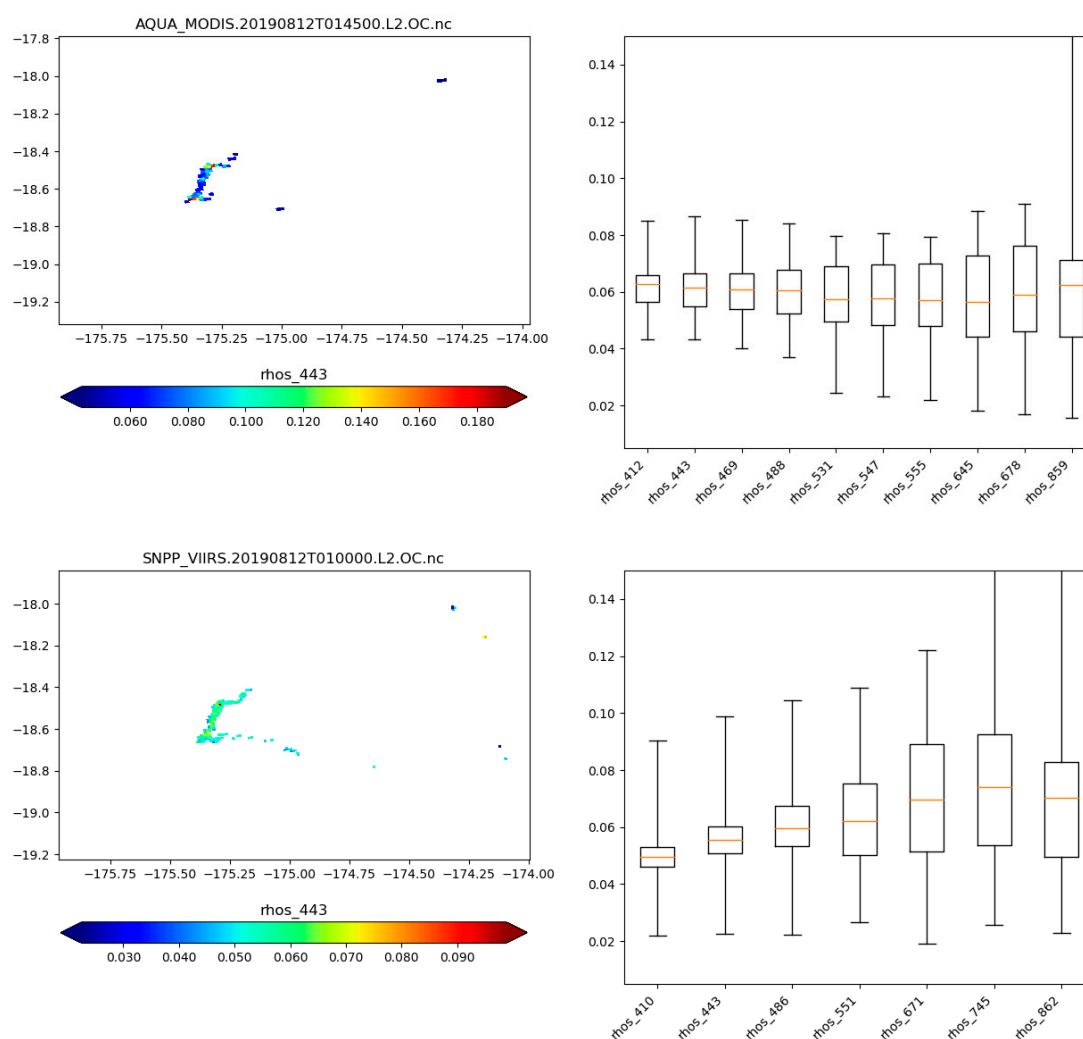 AQUA_MODIS.20190812T014500.L2.OC.nc
−17.8
−18.0
−18.2
−18.4
−18.6
−18.8
−19.0
−19.2
−175.75 −175.50 −175.25 −175.00 −174.75 −174.50 −174.25 −174.00
rhos_443
0.060 0.080 0.100 0.120 0.140 0.160 0.180
0.14
0.12
0.10
0.08
0.06
0.04
0.02
rhos_412 rhos_443 rhos_469 rhos_488 rhos_531 rhos_547 rhos_555 rhos_645 rhos_678 rhos_859
SNPP_VIIRS.20190812T010000.L2.OC.nc
−18.0
−18.2
−18.4
−18.6
−18.8
−19.0
−19.2
−175.75 −175.50 −175.25 −175.00 −174.75 −174.50 −174.25 −174.00
rhos_443
0.030 0.040 0.050 0.060 0.070 0.080 0.090
0.14
0.12
0.10
0.08
0.06
0.04
0.02
rhos_410 rhos_443 rhos_486 rhos_551 rhos_671 rhos_745 rhos_862